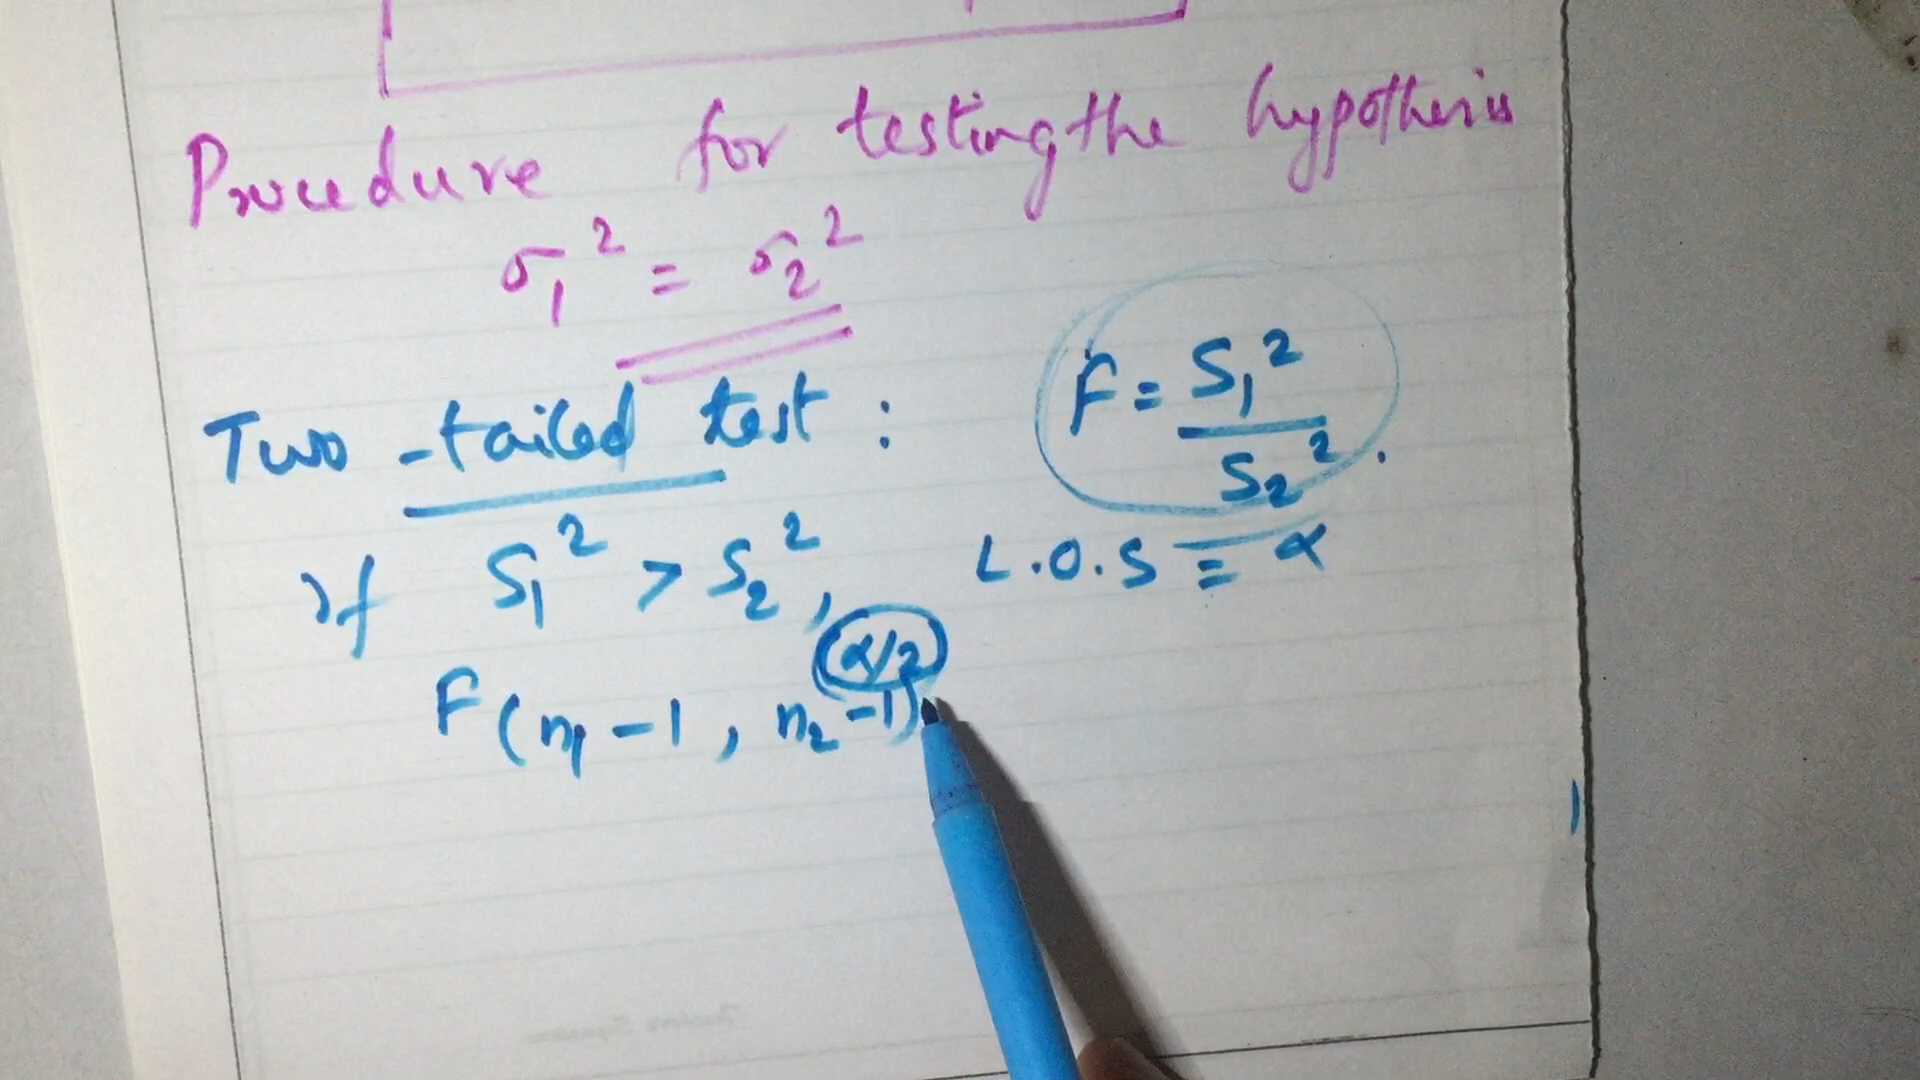 Procedure for testing the hypothesis
σ₁² = σ₂²
Two-tailed test : F = S₁² / S₂² .
If S₁² > S₂² , L.O.S = α
F(n₁-1, n₂-1) (α/2)